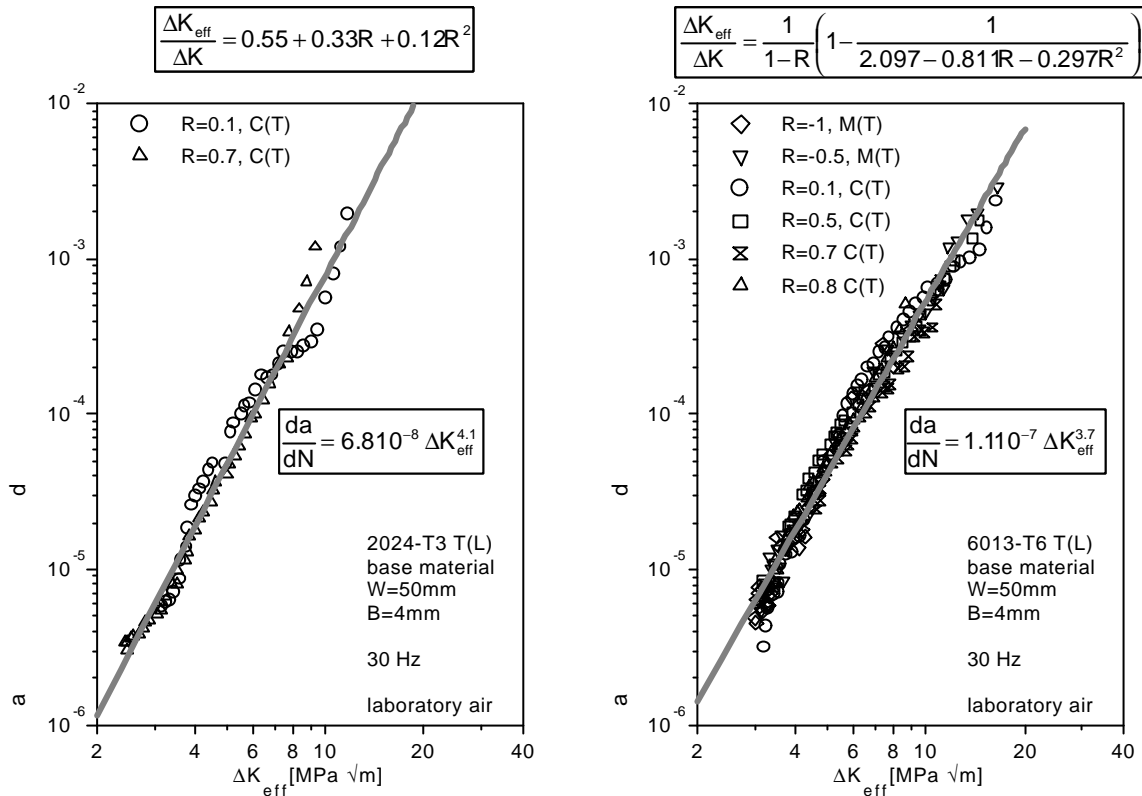 ΔK_eff/ΔK = 0.55 + 0.33R + 0.12R²
10⁻²
10⁻³
10⁻⁴
10⁻⁵
10⁻⁶
R=0.1, C(T)
R=0.7, C(T)
da/dN = 6.810⁻⁸ ΔK_eff^4.1
2024-T3 T(L)
base material
W=50mm
B=4mm
30 Hz
laboratory air
d
a
2 4 6 8 10 20 40
ΔK_eff [MPa √m]
ΔK_eff/ΔK = 1/(1−R) (1 − 1/(2.097 − 0.811R − 0.297R²))
10⁻²
10⁻³
10⁻⁴
10⁻⁵
10⁻⁶
R=-1, M(T)
R=-0.5, M(T)
R=0.1, C(T)
R=0.5, C(T)
R=0.7 C(T)
R=0.8 C(T)
da/dN = 1.110⁻⁷ ΔK_eff^3.7
6013-T6 T(L)
base material
W=50mm
B=4mm
30 Hz
laboratory air
d
a
2 4 6 8 10 20 40
ΔK_eff [MPa √m]